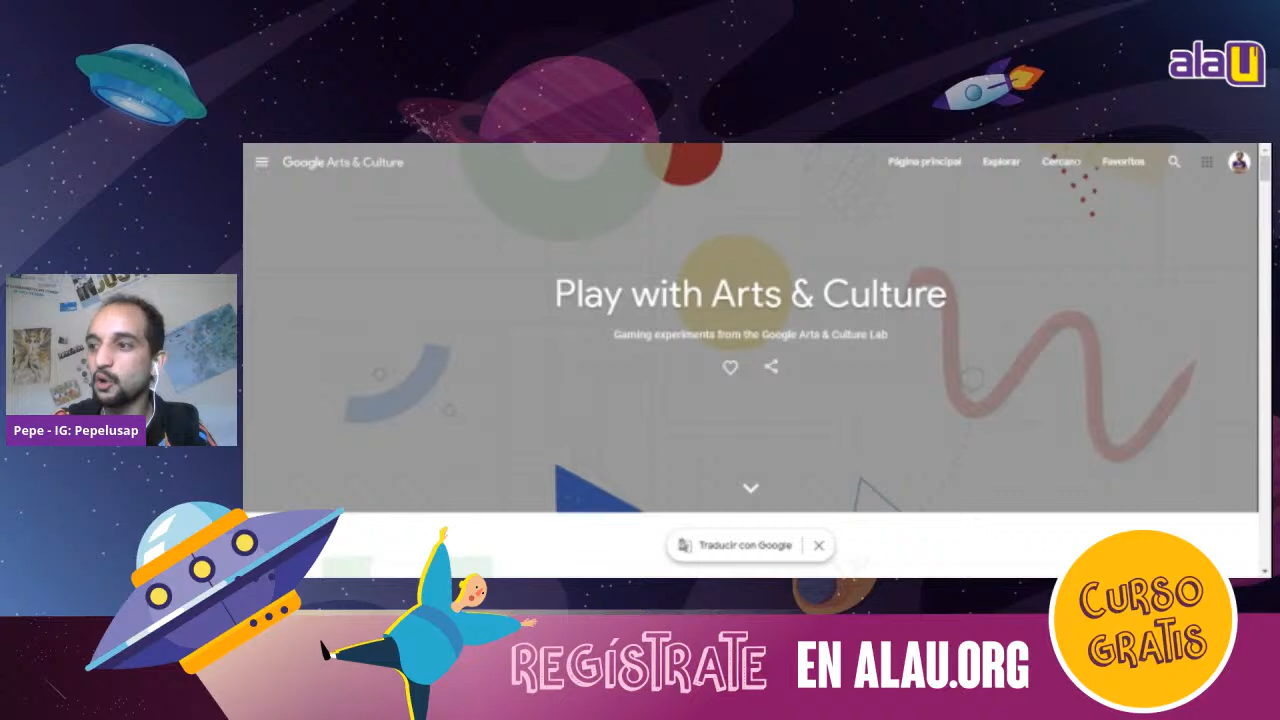 alaU
Google Arts & Culture
Página principal
Explorar
Cercano
Favoritos
Play with Arts & Culture
Gaming experiments from the Google Arts & Culture Lab
Pepe - IG: Pepelusap
Traducir con Google
REGÍSTRATE EN ALAU.ORG
CURSO
GRATIS